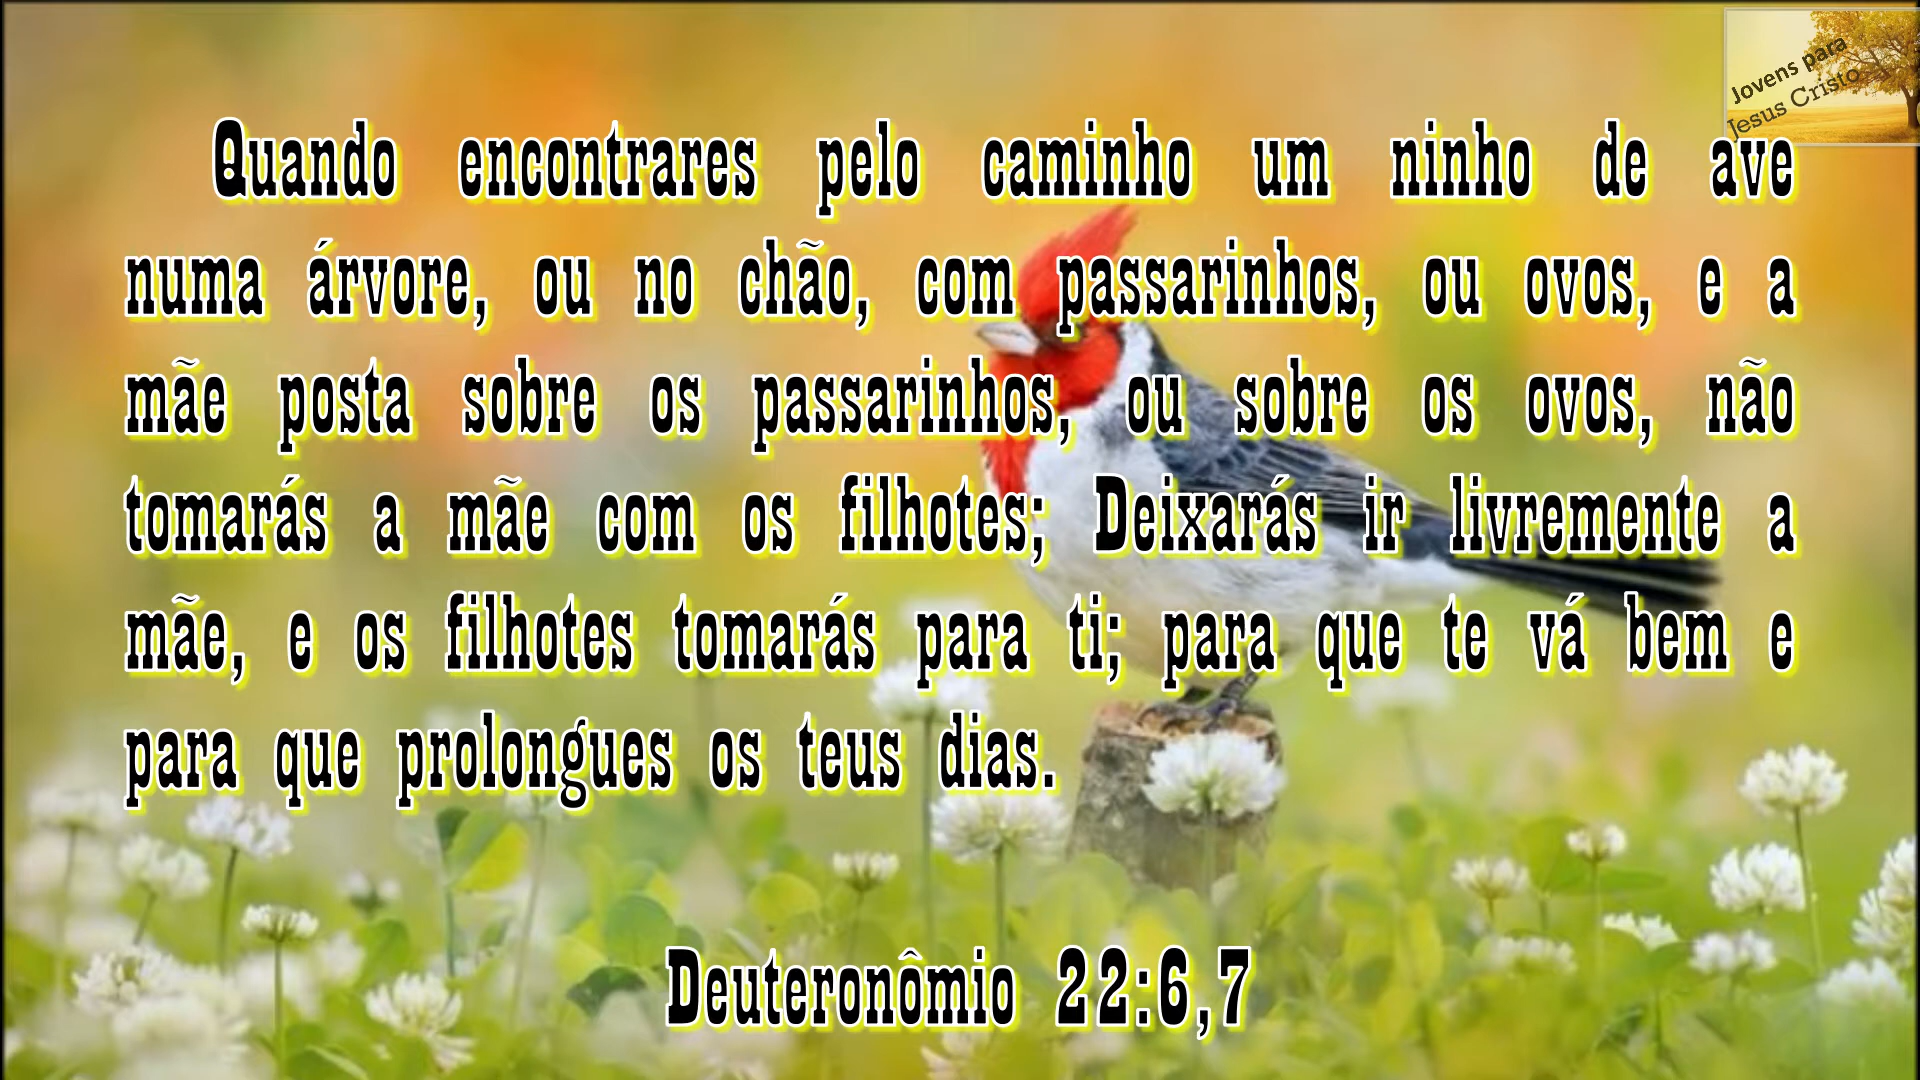 Jovens para
Jesus Cristo
Quando encontrares pelo caminho um ninho de ave
numa árvore, ou no chão, com passarinhos, ou ovos, e a
mãe posta sobre os passarinhos, ou sobre os ovos, não
tomarás a mãe com os filhotes; Deixarás ir livremente a
mãe, e os filhotes tomarás para ti; para que te vá bem e
para que prolongues os teus dias.
Deuteronômio 22:6,7